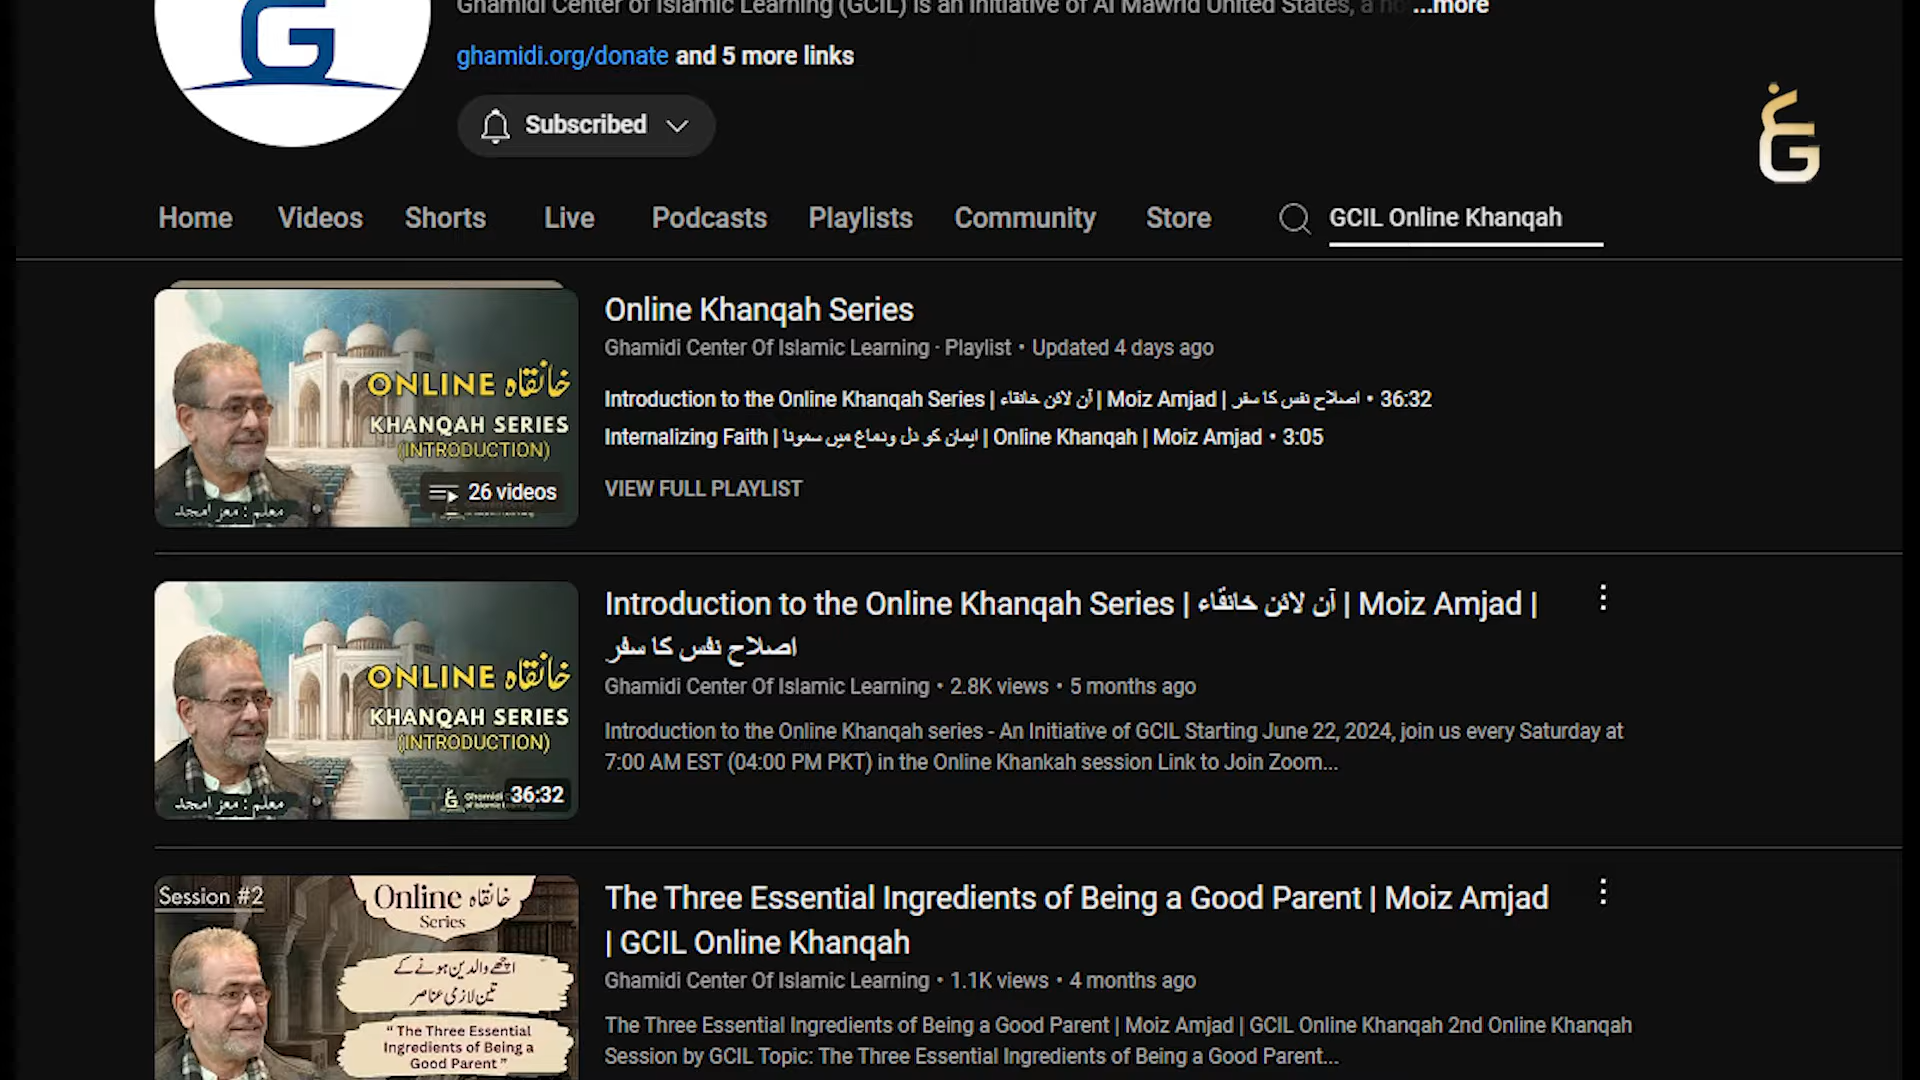 Ghamidi Center of Islamic Learning (GCIL) is an initiative of Al Mawrid United States, a no ...more
ghamidi.org/donate and 5 more links
Subscribed
Home Videos Shorts Live Podcasts Playlists Community Store GCIL Online Khanqah
ONLINE خانقاہ
KHANQAH SERIES
(INTRODUCTION)
26 videos
معلم : معز امجد
Online Khanqah Series
Ghamidi Center Of Islamic Learning · Playlist • Updated 4 days ago
Introduction to the Online Khanqah Series | آن لائن خانقاء | Moiz Amjad | اصلاح نفس کا سفر • 36:32
Internalizing Faith | ایمان کو دل ودماغ میں سمونا | Online Khanqah | Moiz Amjad • 3:05
VIEW FULL PLAYLIST
ONLINE خانقاہ
KHANQAH SERIES
(INTRODUCTION)
36:32
معلم : معز امجد
Introduction to the Online Khanqah Series | آن لائن خانقاء | Moiz Amjad |
اصلاح نفس کا سفر
Ghamidi Center Of Islamic Learning • 2.8K views • 5 months ago
Introduction to the Online Khanqah series - An Initiative of GCIL Starting June 22, 2024, join us every Saturday at
7:00 AM EST (04:00 PM PKT) in the Online Khankah session Link to Join Zoom...
Session #2
Online خانقاہ
Series
اچھے والدین ہونے کے
تین لازمی عناصر
“ The Three Essential
Ingredients of Being a
Good Parent ”
The Three Essential Ingredients of Being a Good Parent | Moiz Amjad
| GCIL Online Khanqah
Ghamidi Center Of Islamic Learning • 1.1K views • 4 months ago
The Three Essential Ingredients of Being a Good Parent | Moiz Amjad | GCIL Online Khanqah 2nd Online Khanqah
Session by GCIL Topic: The Three Essential Ingredients of Being a Good Parent...